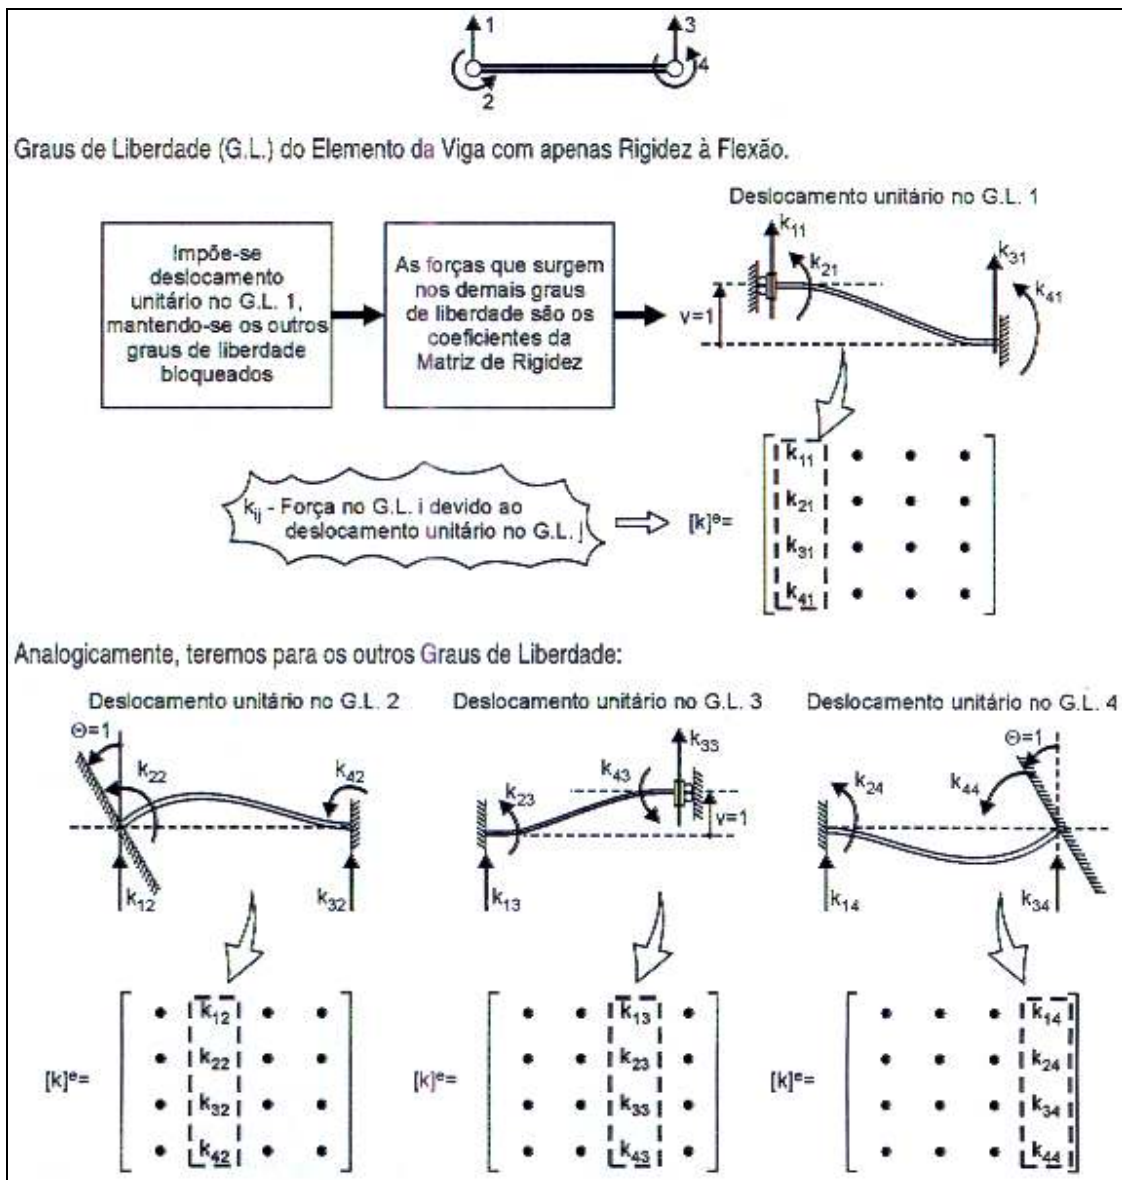 1 3
2 4
Graus de Liberdade (G.L.) do Elemento da Viga com apenas Rigidez à Flexão.
Impõe-se
deslocamento
unitário no G.L. 1,
mantendo-se os outros
graus de liberdade
bloqueados
As forças que surgem
nos demais graus
de liberdade são os
coeficientes da
Matriz de Rigidez
Deslocamento unitário no G.L. 1
k11
k21
k31
k41
v=1
kij - Força no G.L. i devido ao
deslocamento unitário no G.L. j
[k]e=
k11
k21
k31
k41
Analogicamente, teremos para os outros Graus de Liberdade:
Deslocamento unitário no G.L. 2
Θ=1
k22
k42
k12
k32
Deslocamento unitário no G.L. 3
k33
k43
k23
v=1
k13
Deslocamento unitário no G.L. 4
Θ=1
k44
k24
k14
k34
[k]e=
k12
k22
k32
k42
[k]e=
k13
k23
k33
k43
[k]e=
k14
k24
k34
k44